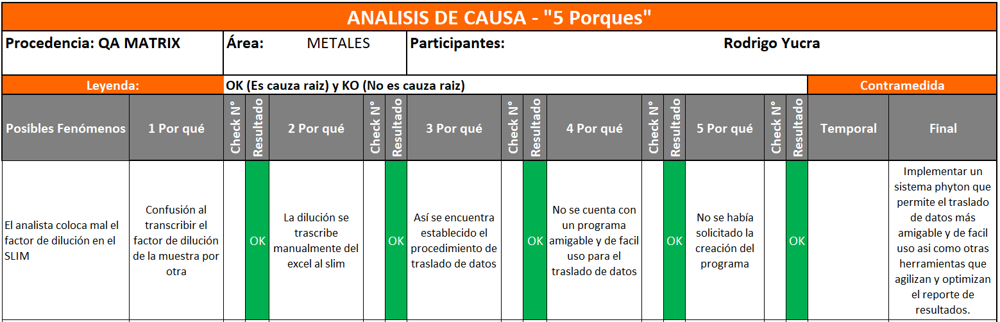 ANALISIS DE CAUSA - "5 Porques"
Procedencia: QA MATRIX
Área:
METALES
Participantes:
Rodrigo Yucra
Leyenda:
OK (Es cauza raiz) y KO (No es cauza raiz)
Contramedida
Posibles Fenómenos
1 Por qué
Check N°
Resultado
2 Por qué
Check N°
Resultado
3 Por qué
Check N°
Resultado
4 Por qué
Check N°
Resultado
5 Por qué
Check N°
Resultado
Temporal
Final
El analista coloca mal el
factor de dilución en el
SLIM
Confusión al
transcribir el
factor de dilución
de la muestra por
otra
OK
La dilución se
trascribe
manualmente del
excel al slim
OK
Así se encuentra
establecido el
procedimiento de
traslado de datos
OK
No se cuenta con
un programa
amigable y de facil
uso para el
traslado de datos
OK
No se había
solicitado la
creación del
programa
OK
Implementar un
sistema phyton que
permite el traslado
de datos más
amigable y de facil
uso asi como otras
herramientas que
agilizan y optimizan
el reporte de
resultados.